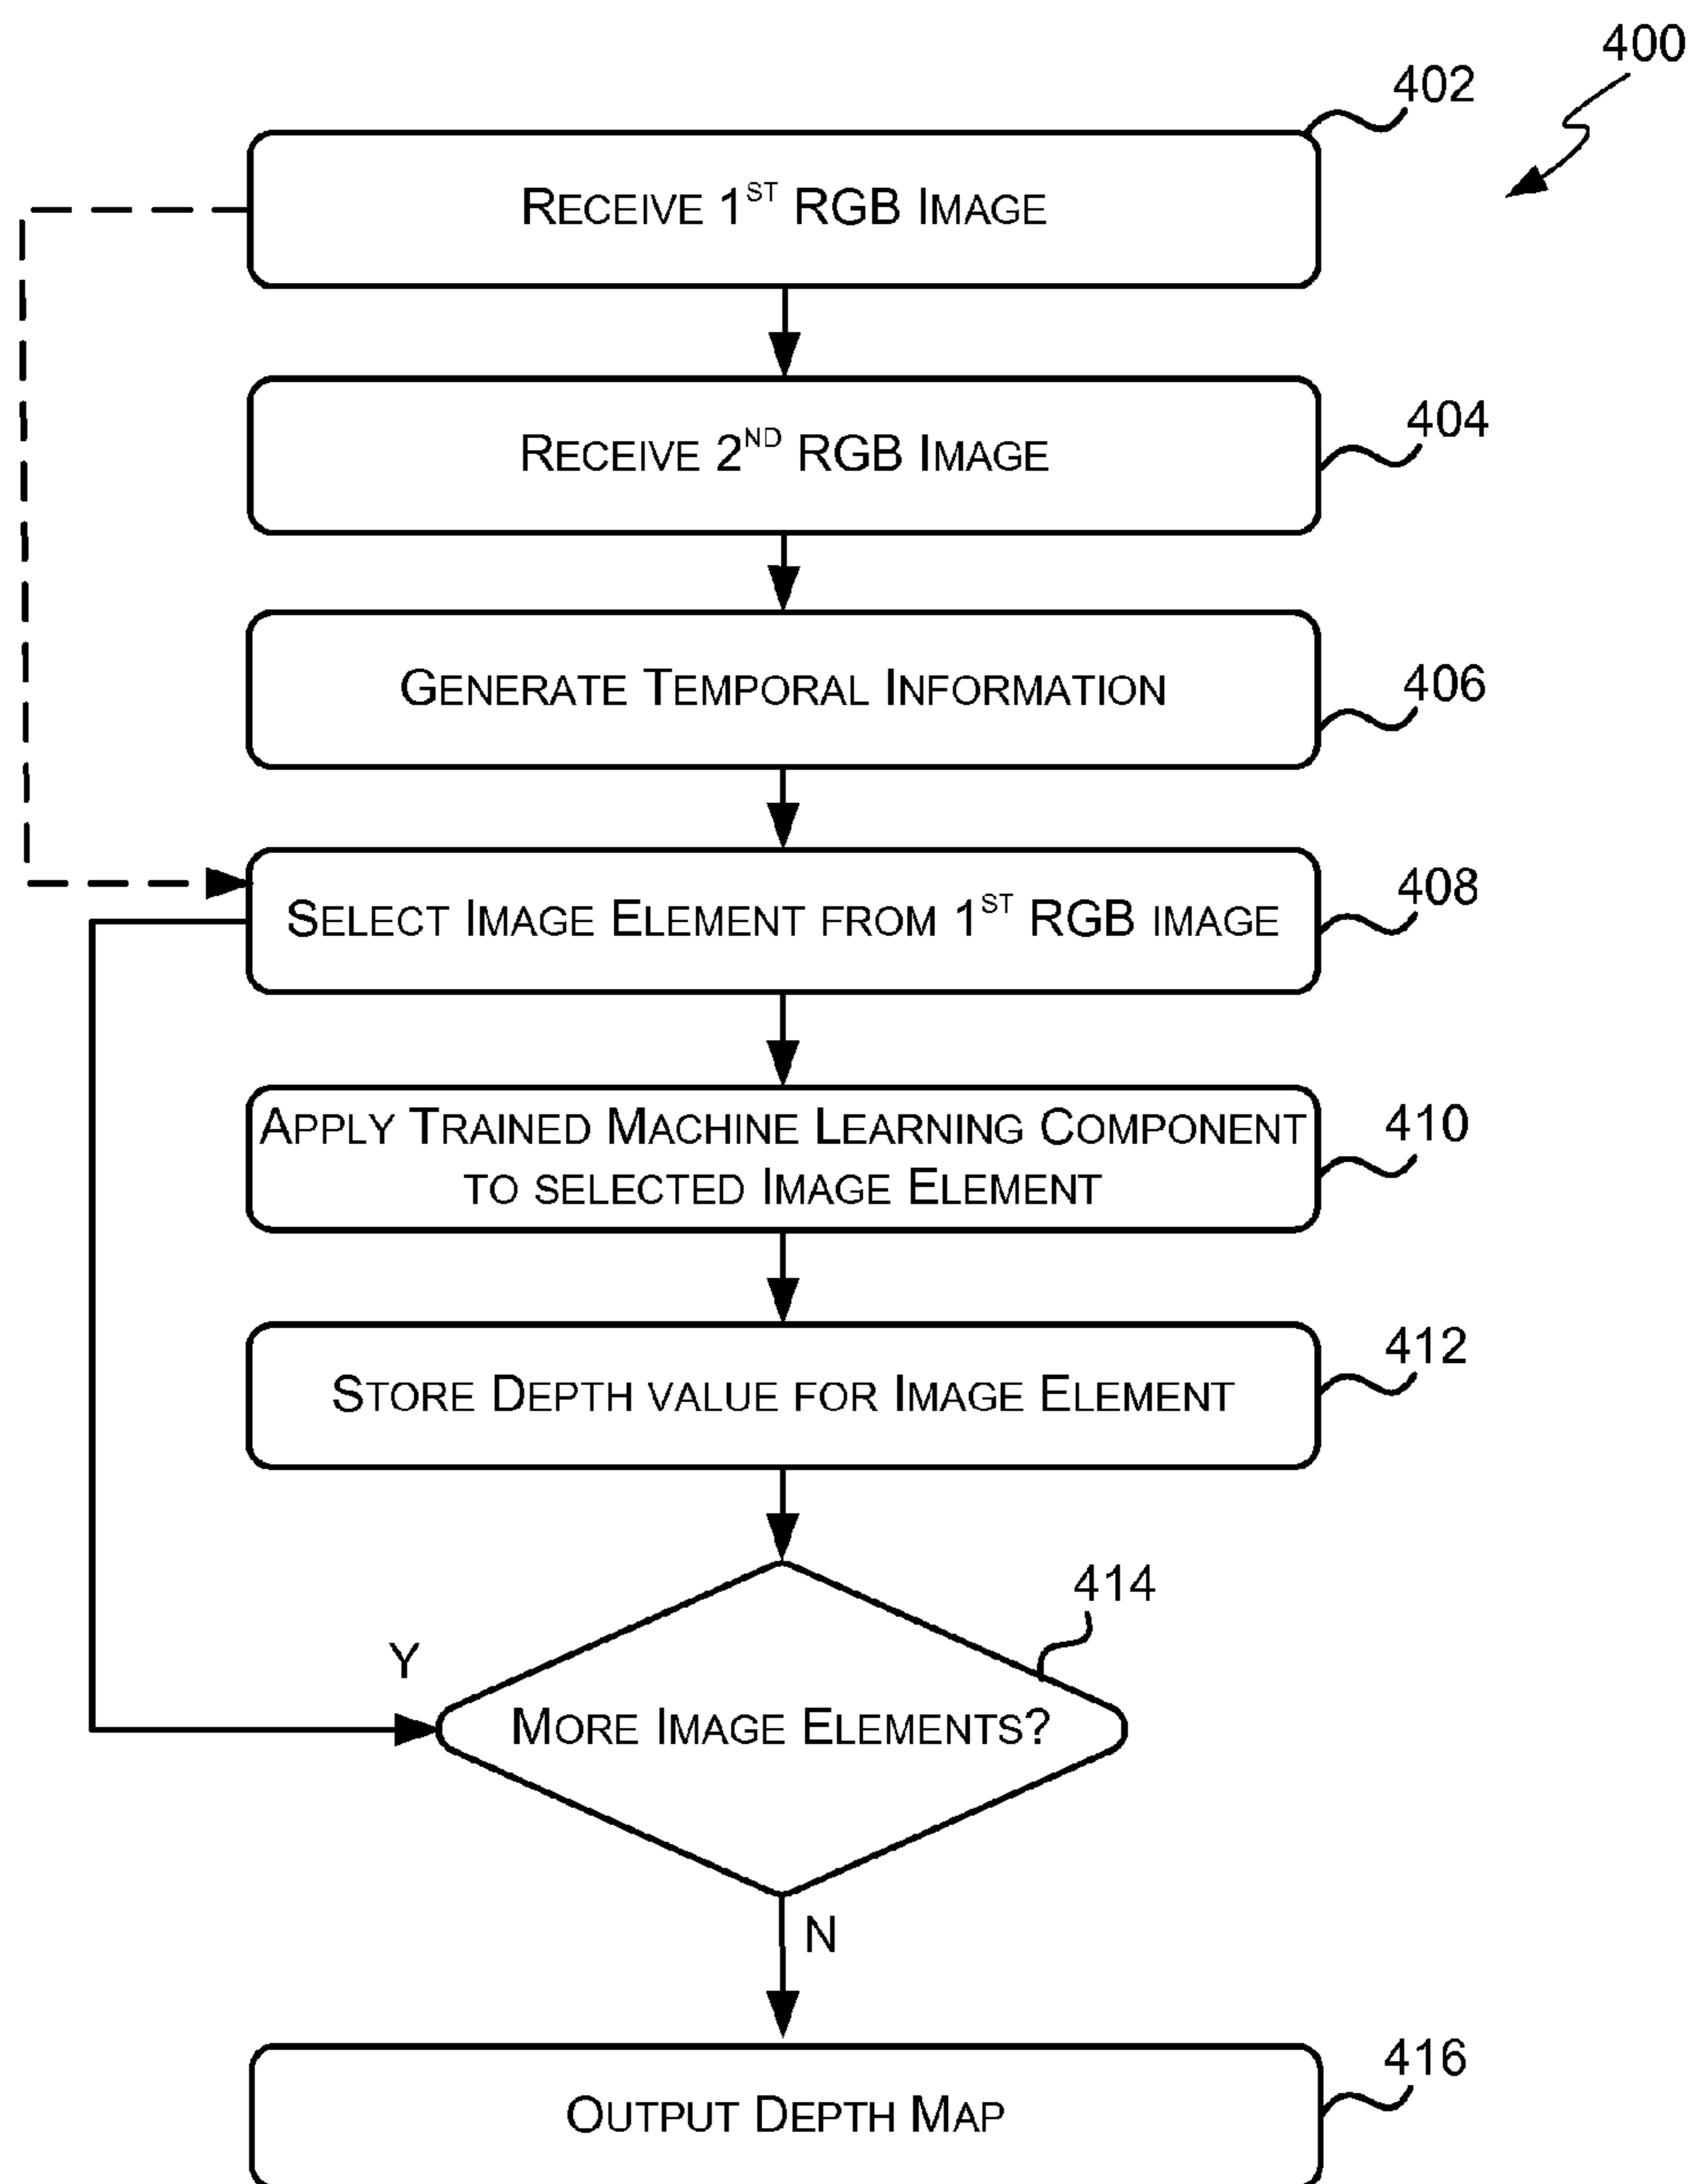 400
402
RECEIVE 1ST RGB IMAGE
RECEIVE 2ND RGB IMAGE
404
GENERATE TEMPORAL INFORMATION
406
SELECT IMAGE ELEMENT FROM 1ST RGB IMAGE
408
APPLY TRAINED MACHINE LEARNING COMPONENT
TO SELECTED IMAGE ELEMENT
410
STORE DEPTH VALUE FOR IMAGE ELEMENT
412
414
Y
MORE IMAGE ELEMENTS?
N
OUTPUT DEPTH MAP
416